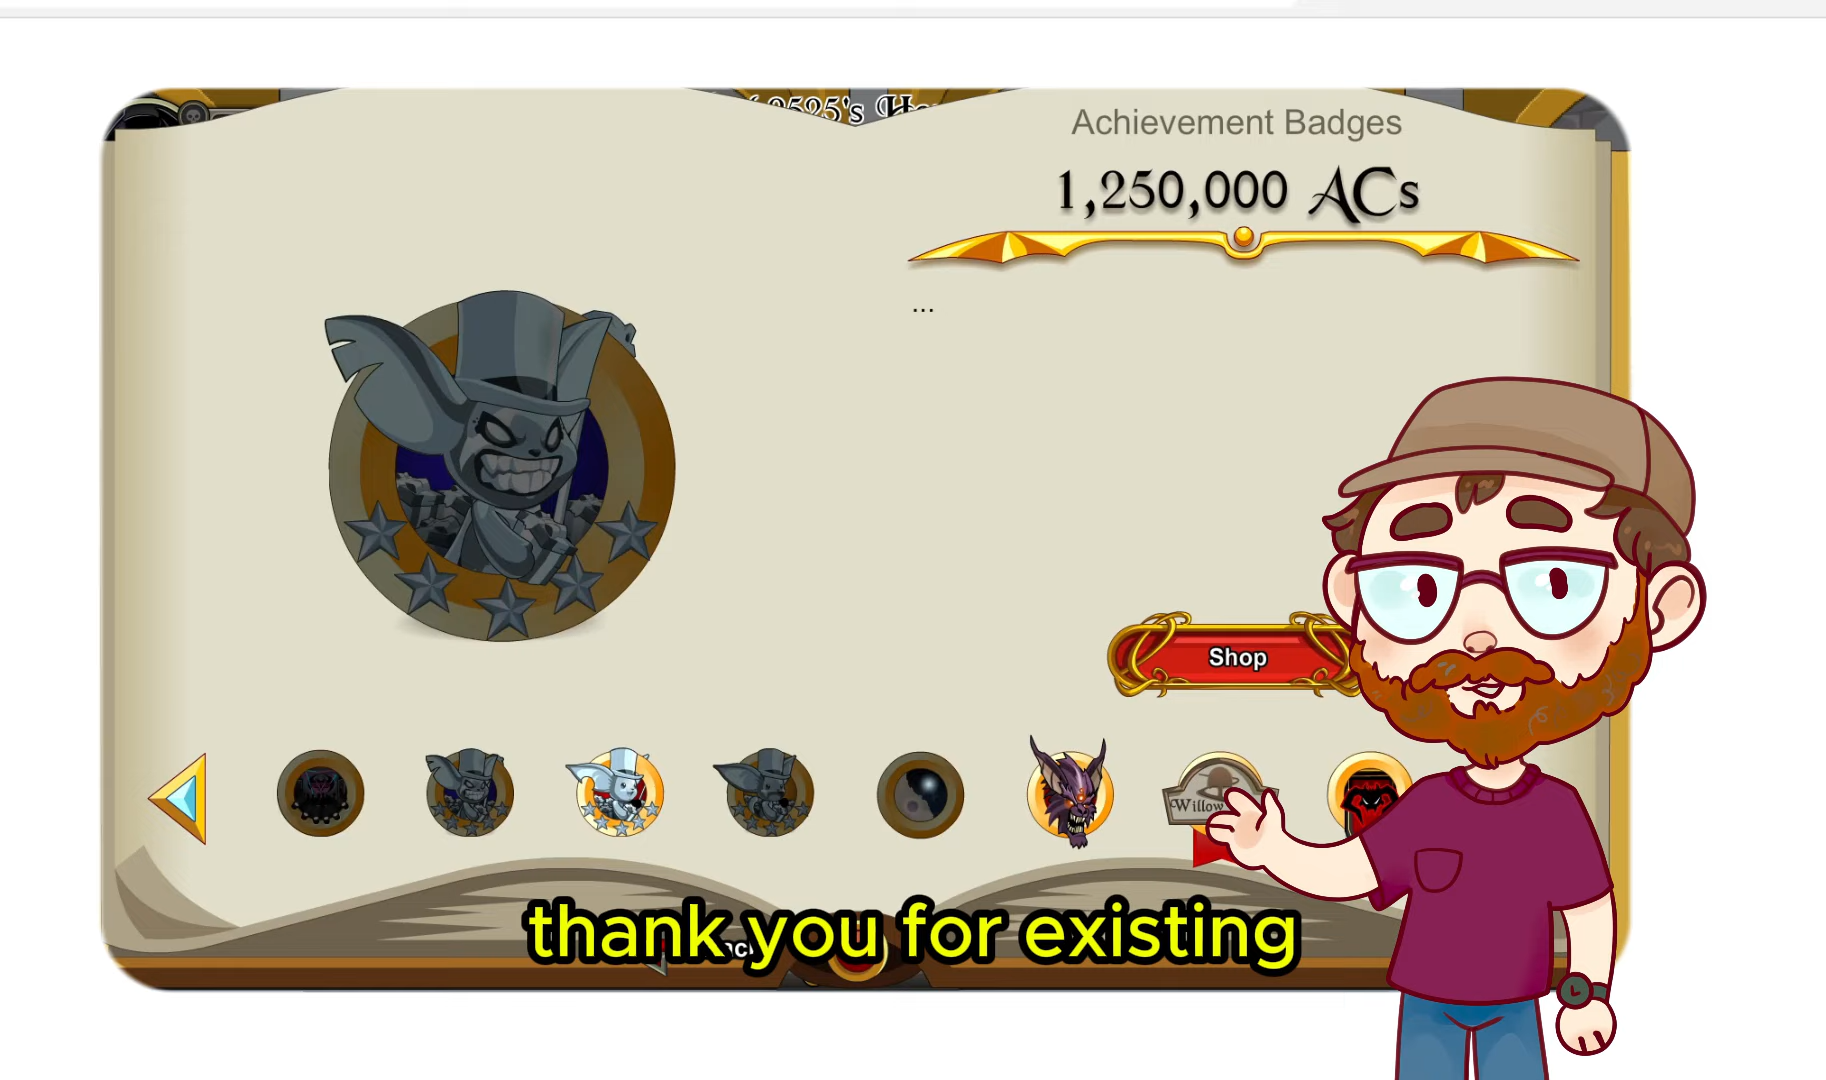 Achievement Badges
1,250,000 ACs
...
Shop
Willow
thank you for existing